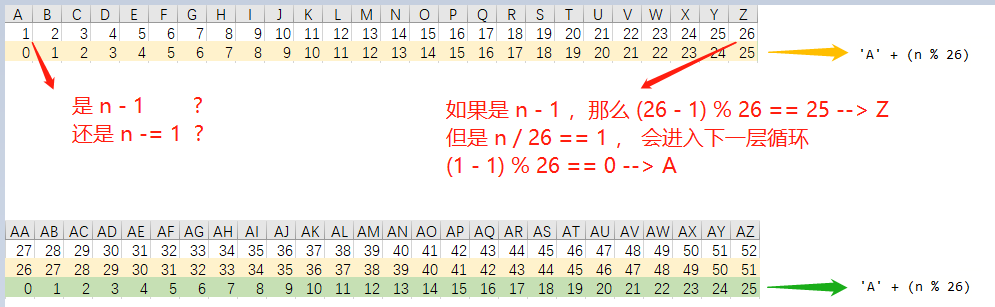 A B C D E F G H I J K L M N O P Q R S T U V W X Y Z
1 2 3 4 5 6 7 8 9 10 11 12 13 14 15 16 17 18 19 20 21 22 23 24 25 26
0 1 2 3 4 5 6 7 8 9 10 11 12 13 14 15 16 17 18 19 20 21 22 23 24 25
'A' + (n % 26)
是 n - 1 ?
还是 n -= 1 ?
如果是 n - 1 ，那么 (26 - 1) % 26 == 25 --> Z
但是 n / 26 == 1 ， 会进入下一层循环
(1 - 1) % 26 == 0 --> A
AA AB AC AD AE AF AG AH AI AJ AK AL AM AN AO AP AQ AR AS AT AU AV AW AX AY AZ
27 28 29 30 31 32 33 34 35 36 37 38 39 40 41 42 43 44 45 46 47 48 49 50 51 52
26 27 28 29 30 31 32 33 34 35 36 37 38 39 40 41 42 43 44 45 46 47 48 49 50 51
0 1 2 3 4 5 6 7 8 9 10 11 12 13 14 15 16 17 18 19 20 21 22 23 24 25
'A' + (n % 26)